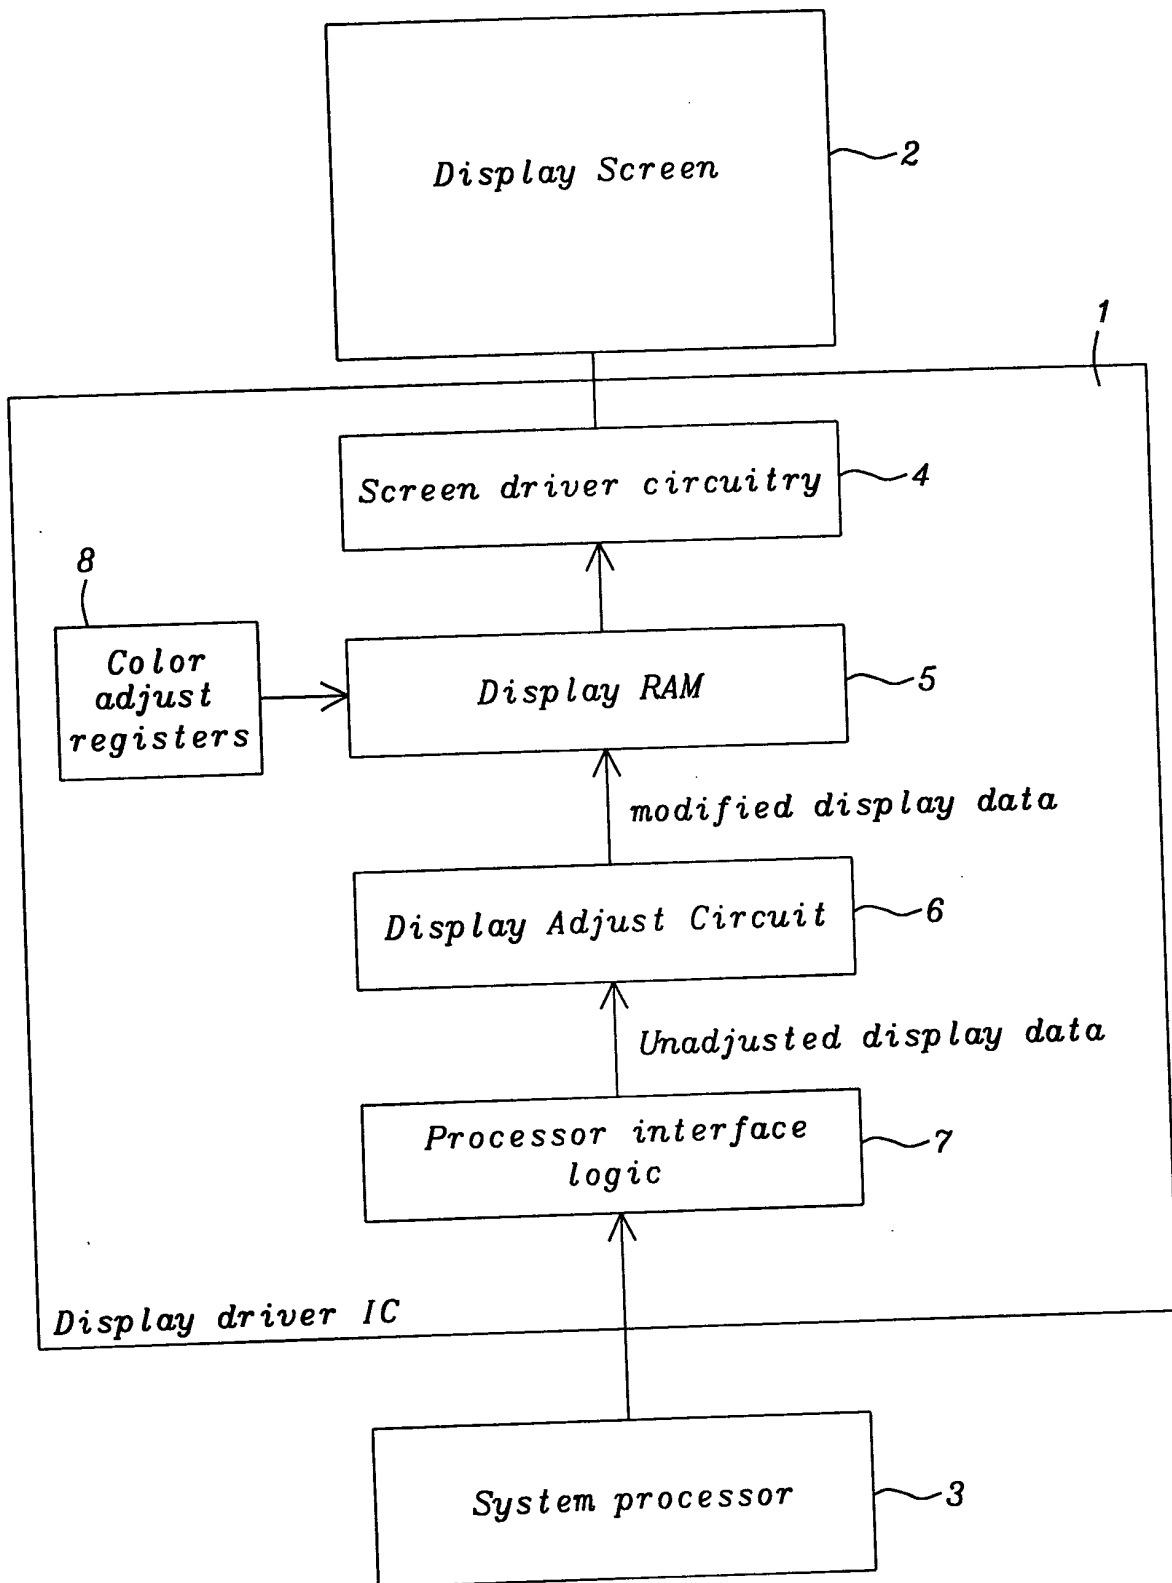 Display Screen
2
1
Screen driver circuitry
4
8
Color
adjust
registers
Display RAM
5
modified display data
Display Adjust Circuit
6
Unadjusted display data
Processor interface
logic
7
Display driver IC
System processor
3